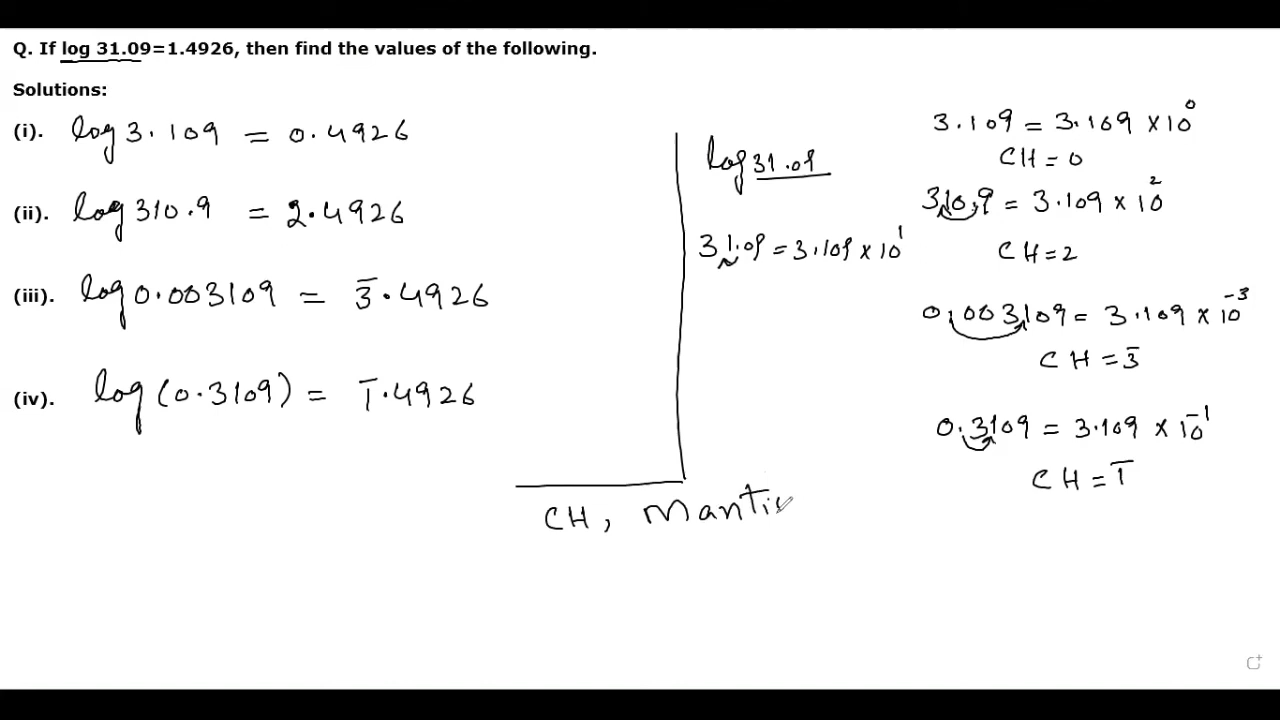 Q. If log 31.09=1.4926, then find the values of the following.
Solutions:
(i). log 3.109 = 0.4926
(ii). log 310.9 = 2.4926
(iii). log 0.003109 = 3̅.4926
(iv). log (0.3109) = 1̅.4926
log 31.09
31.09 = 3.109 × 10¹
3.109 = 3.109 × 10⁰
CH = 0
310.9 = 3.109 × 10²
CH = 2
0.003109 = 3.109 × 10⁻³
CH = 3̅
0.3109 = 3.109 × 10⁻¹
CH = 1̅
CH, Manti